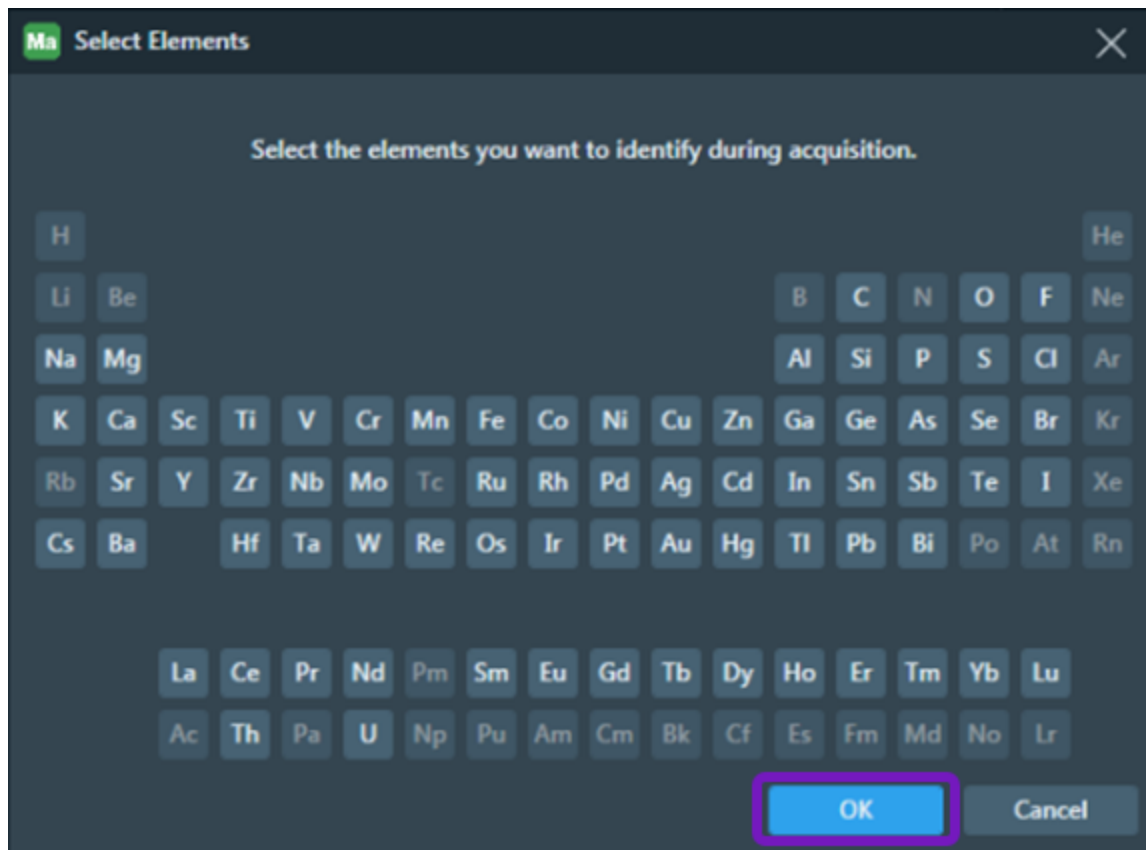 Ma Select Elements
Select the elements you want to identify during acquisition.
H He
Li Be B C N O F Ne
Na Mg Al Si P S Cl Ar
K Ca Sc Ti V Cr Mn Fe Co Ni Cu Zn Ga Ge As Se Br Kr
Rb Sr Y Zr Nb Mo Tc Ru Rh Pd Ag Cd In Sn Sb Te I Xe
Cs Ba Hf Ta W Re Os Ir Pt Au Hg Tl Pb Bi Po At Rn
La Ce Pr Nd Pm Sm Eu Gd Tb Dy Ho Er Tm Yb Lu
Ac Th Pa U Np Pu Am Cm Bk Cf Es Fm Md No Lr
OK Cancel